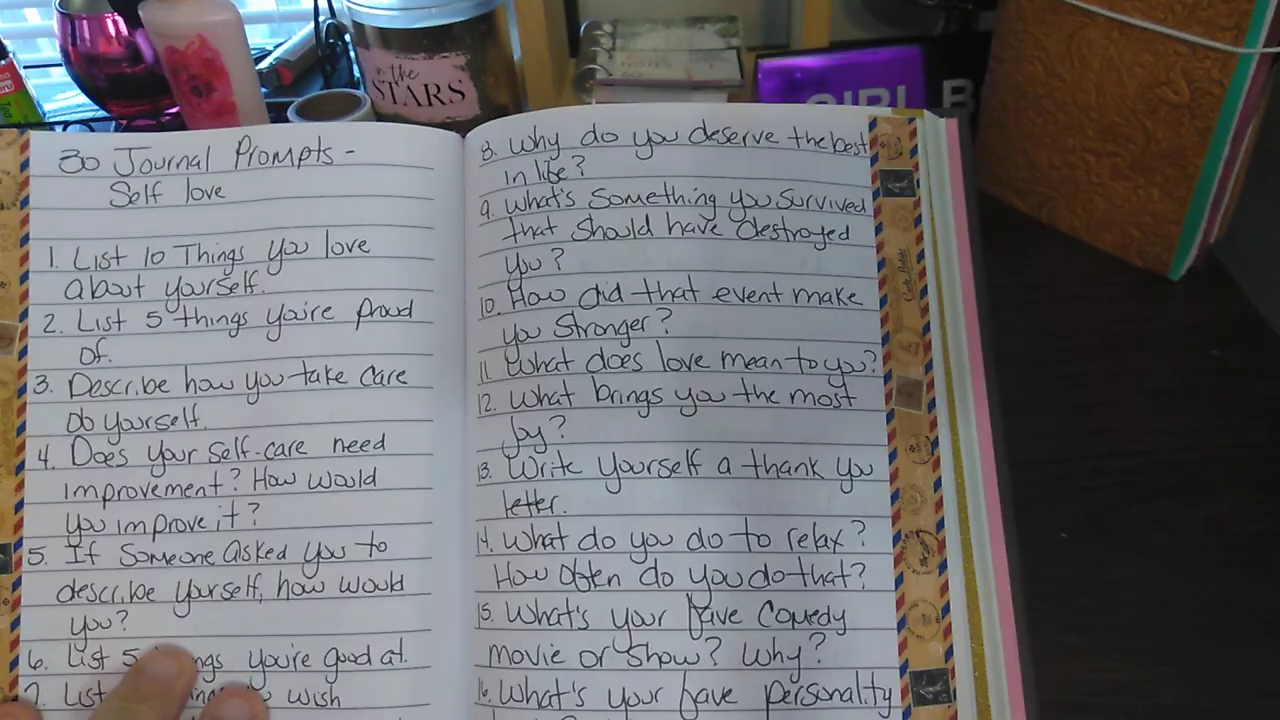 in the
STARS
NOTES
GIRL B
30 Journal Prompts -
Self love
1. List 10 Things you love
about yourself.
2. List 5 things you're proud
of.
3. Describe how you take care
of yourself.
4. Does your self-care need
improvement? How would
you improve it?
5. If someone asked you to
describe yourself, how would
you?
6. List 5 you're good at.
7. List wish
8. Why do you deserve the best
in life?
9. What's something you survived
that should have destroyed
you?
10. How did that event make
you stronger?
11. What does love mean to you?
12. What brings you the most
joy?
13. Write yourself a thank you
letter.
14. What do you do to relax?
How often do you do that?
15. What's your fave comedy
movie or show? Why?
16. What's your fave personality